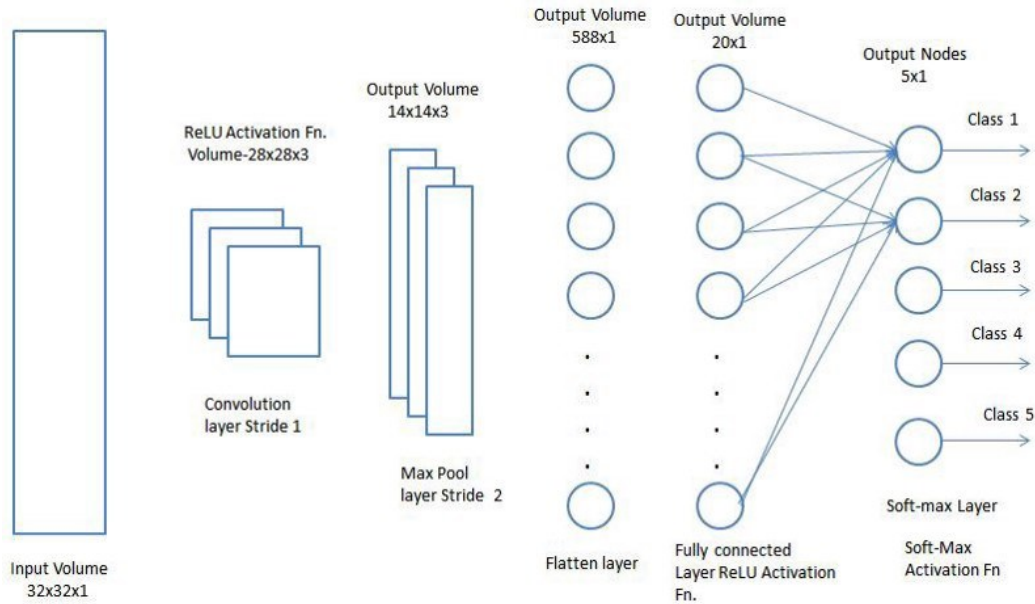 Input Volume
32x32x1
ReLU Activation Fn.
Volume-28x28x3
Convolution
layer Stride 1
Output Volume
14x14x3
Max Pool
layer Stride 2
Output Volume
588x1
Flatten layer
Output Volume
20x1
Fully connected
Layer ReLU Activation
Fn.
Output Nodes
5x1
Class 1
Class 2
Class 3
Class 4
Class 5
Soft-max Layer
Soft-Max
Activation Fn